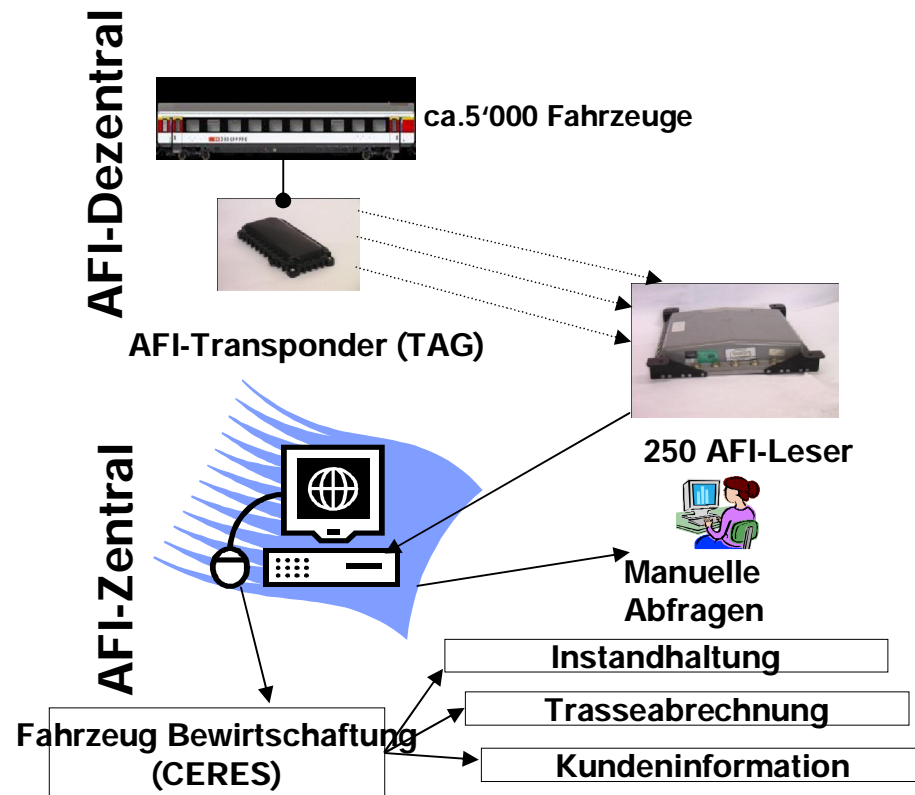 AFI-Dezentral
ca.5‘000 Fahrzeuge
AFI-Transponder (TAG)
250 AFI-Leser
AFI-Zentral
Manuelle
Abfragen
Instandhaltung
Trasseabrechnung
Kundeninformation
Fahrzeug Bewirtschaftung
(CERES)